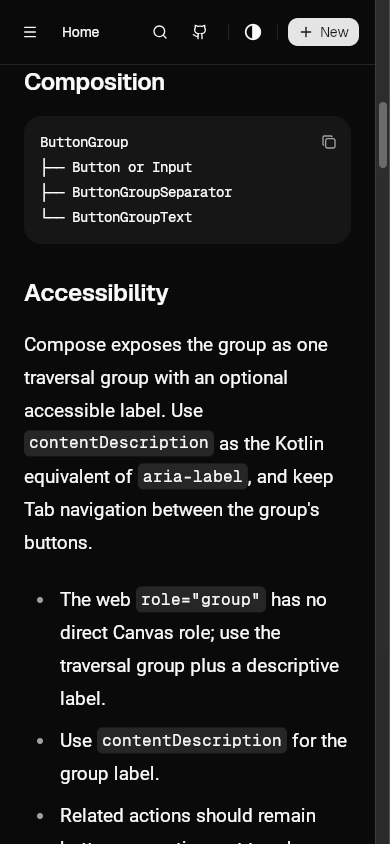 Home
New
Composition
ButtonGroup
├── Button or Input
├── ButtonGroupSeparator
└── ButtonGroupText
Accessibility
Compose exposes the group as one
traversal group with an optional
accessible label. Use
contentDescription as the Kotlin
equivalent of aria-label, and keep
Tab navigation between the group's
buttons.
The web role="group" has no
direct Canvas role; use the
traversal group plus a descriptive
label.
Use contentDescription for the
group label.
Related actions should remain